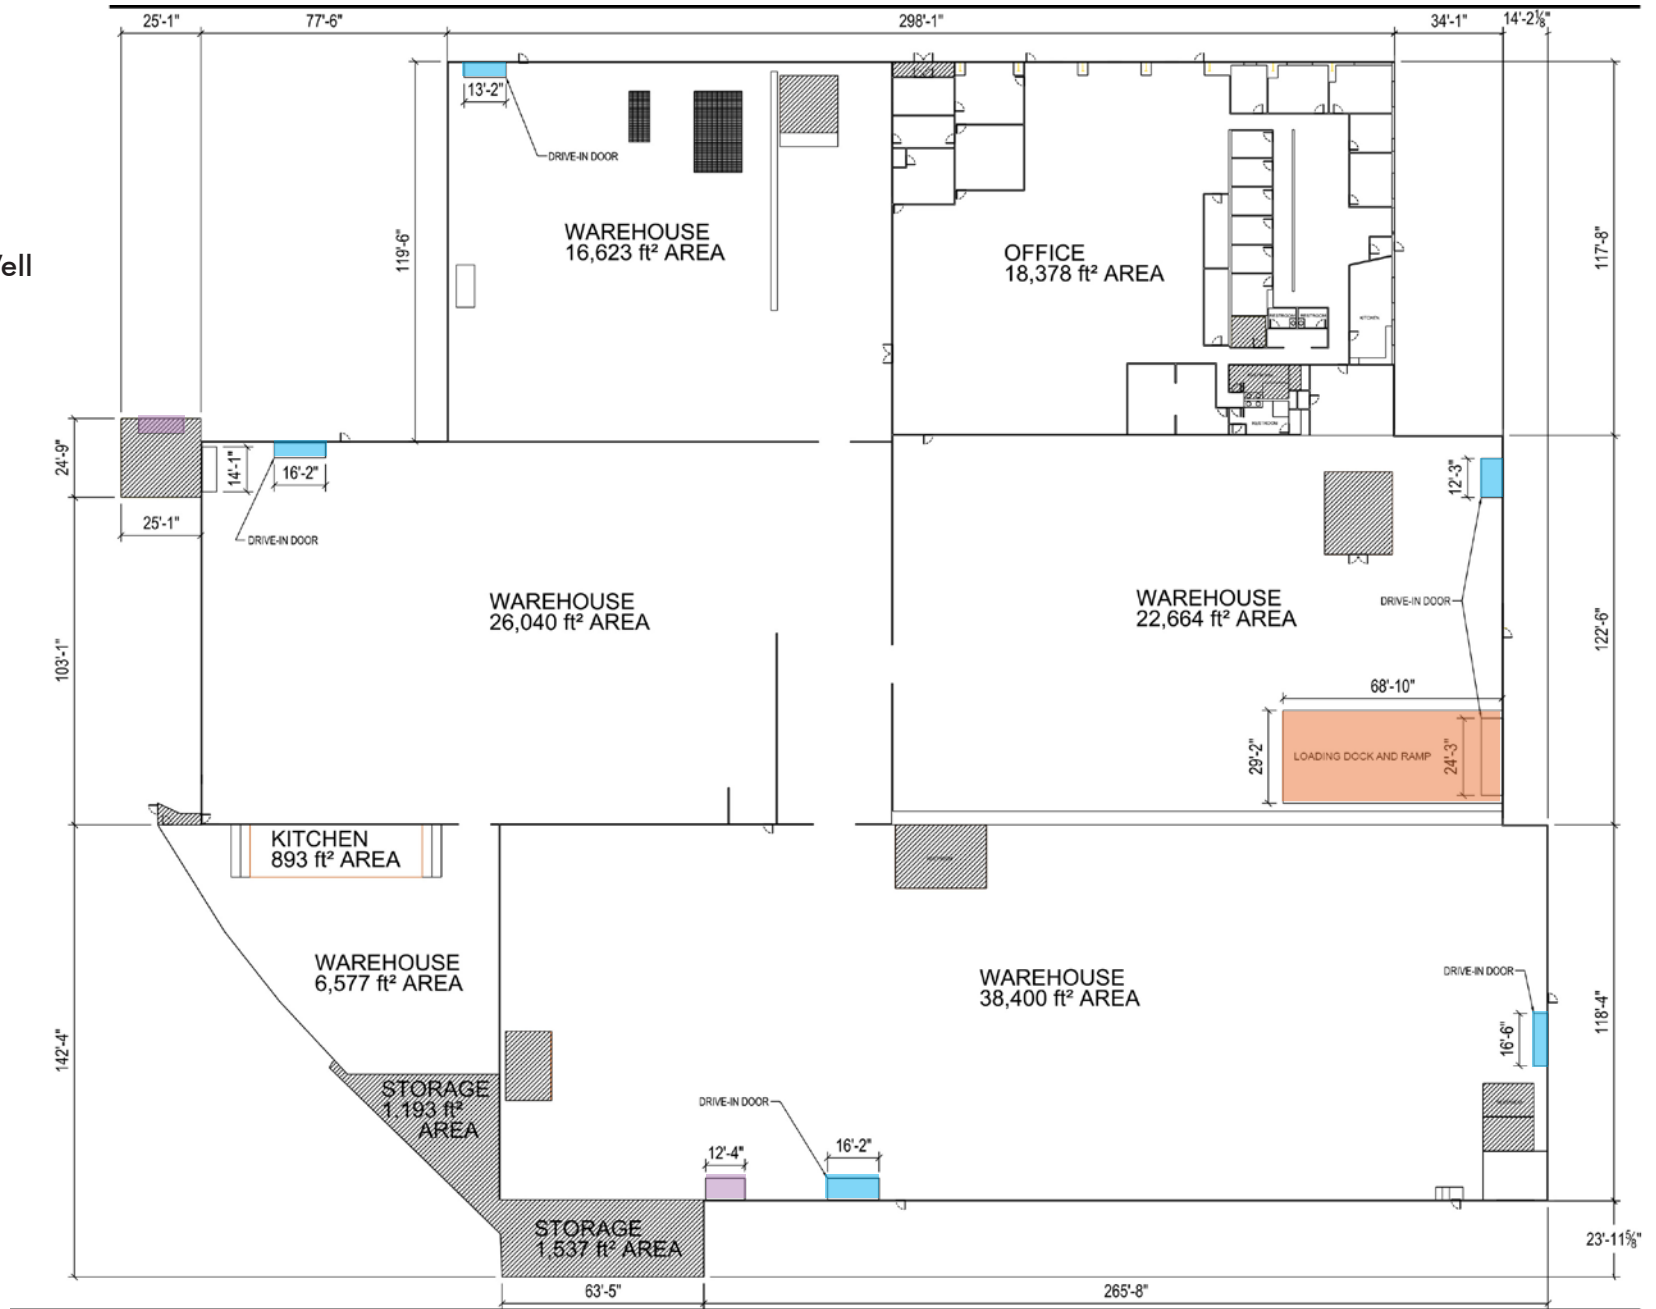 25'-1"
77'-6"
298'-1"
34'-1"
14'-2⅛"
13'-2"
DRIVE-IN DOOR
119'-6"
WAREHOUSE
16,623 ft² AREA
OFFICE
18,378 ft² AREA
117'-8"
Well
RESTROOM
RESTROOM
KITCHEN
RESTROOM
24'-9"
14'-1"
16'-2"
25'-1"
DRIVE-IN DOOR
12'-3"
WAREHOUSE
26,040 ft² AREA
WAREHOUSE
22,664 ft² AREA
DRIVE-IN DOOR
122'-6"
103'-1"
68'-10"
29'-2"
LOADING DOCK AND RAMP
24'-3"
KITCHEN
893 ft² AREA
WAREHOUSE
6,577 ft² AREA
WAREHOUSE
38,400 ft² AREA
DRIVE-IN DOOR
16'-6"
118'-4"
142'-4"
STORAGE
1,193 ft²
AREA
DRIVE-IN DOOR
12'-4"
16'-2"
STORAGE
1,537 ft² AREA
23'-11⅝"
63'-5"
265'-8"